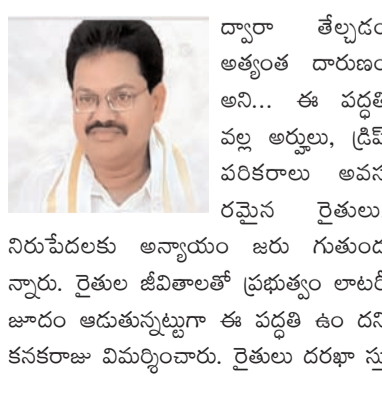 ద్వారా తేల్చడం
అత్యంత దారుణం
అని... ఈ పద్ధతి
వల్ల అర్హులు, డ్రిప్
పరికరాలు అవస
రమైన రైతులు
నిరుపేదలకు అన్యాయం జరు గుతుంద
న్నారు. రైతుల జీవితాలతో ప్రభుత్వం లాటరీ
జూదం ఆడుతున్నట్టుగా ఈ పద్ధతి ఉం దని
కనకరాజు విమర్శించారు. రైతులు దరఖా స్తు